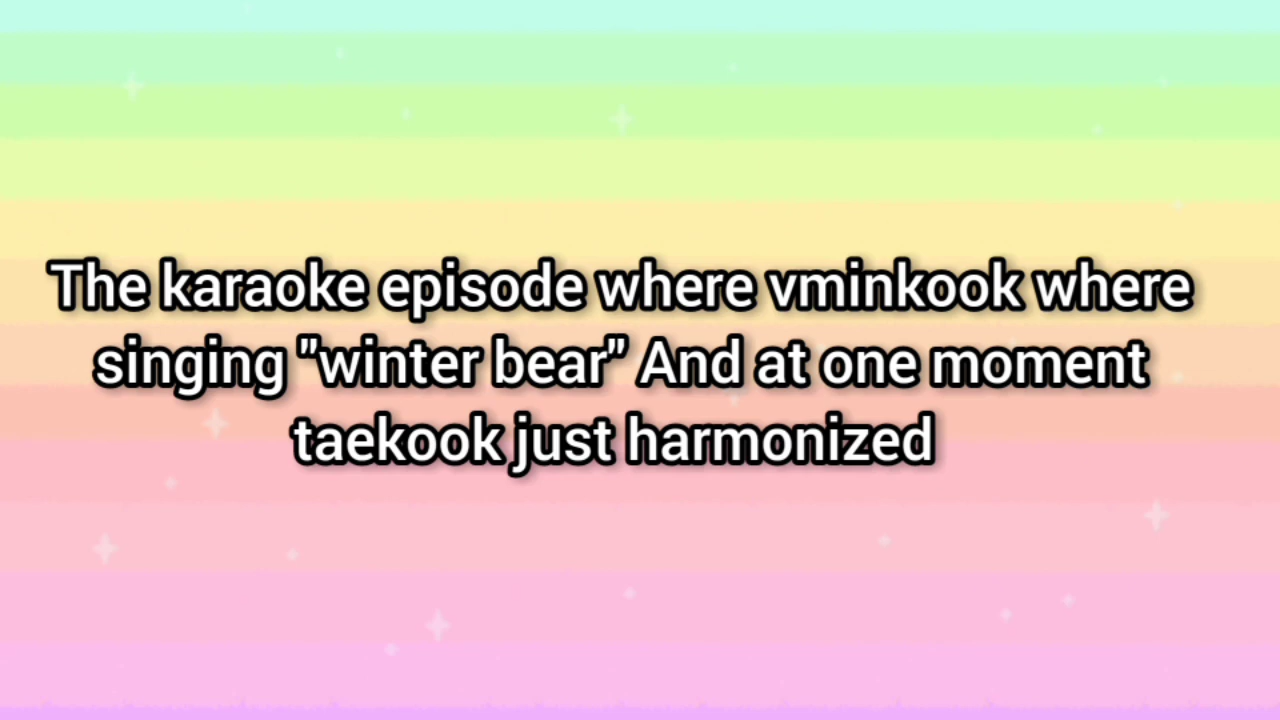 The karaoke episode where vminkook where
singing "winter bear" And at one moment
taekook just harmonized